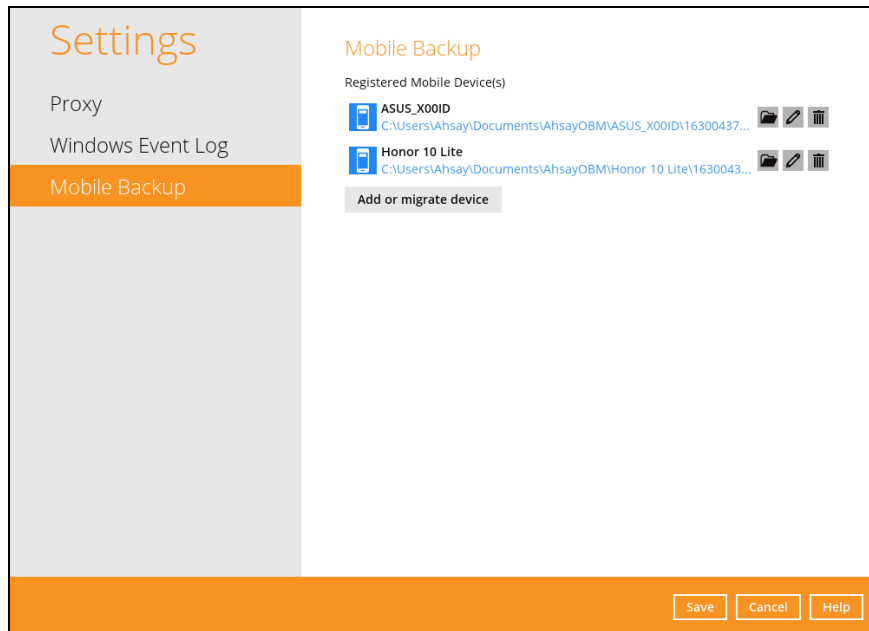 Settings
Proxy
Windows Event Log
Mobile Backup
Mobile Backup
Registered Mobile Device(s)
ASUS_X00ID
C:\Users\Ahsay\Documents\AhsayOBM\ASUS_X00ID\16300437...
Honor 10 Lite
C:\Users\Ahsay\Documents\AhsayOBM\Honor 10 Lite\1630043...
Add or migrate device
Save Cancel Help